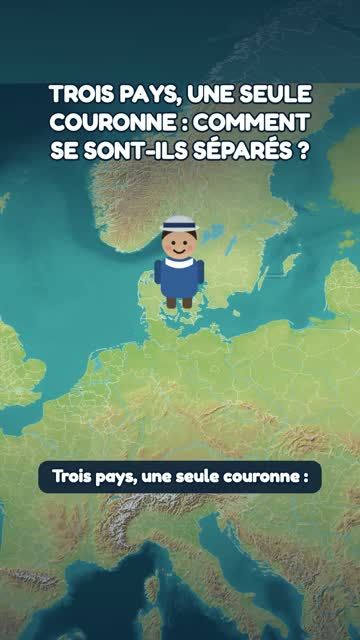 TROIS PAYS, UNE SEULE
COURONNE : COMMENT
SE SONT-ILS SÉPARÉS ?
Trois pays, une seule couronne :